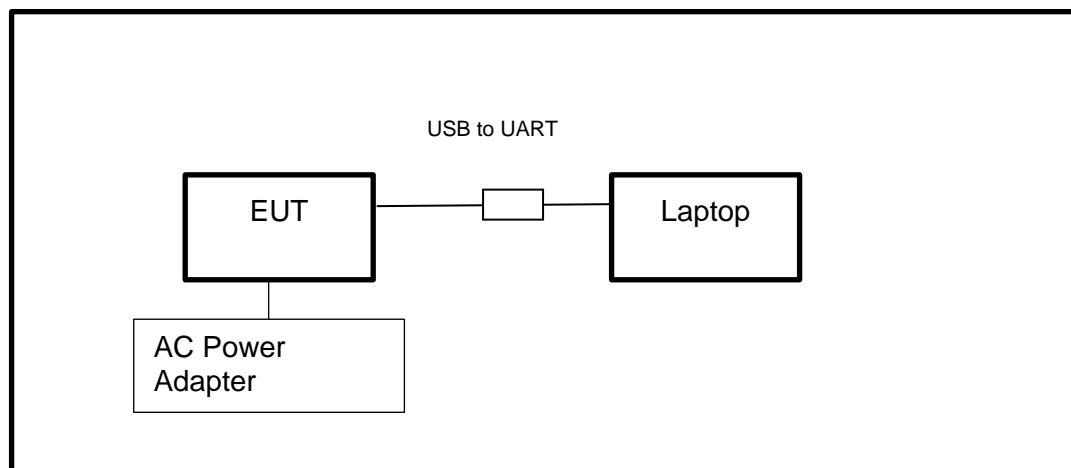 USB to UART
EUT
Laptop
AC Power
Adapter